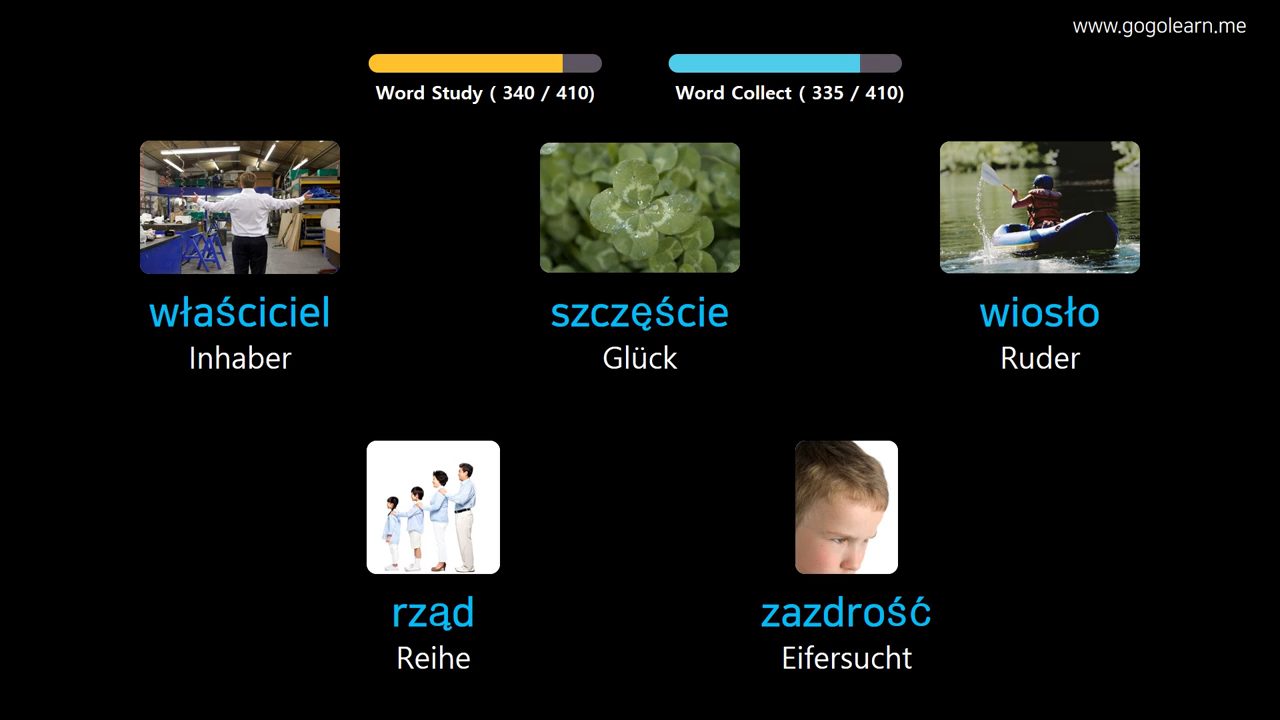 www.gogolearn.me
Word Study ( 340 / 410)
Word Collect ( 335 / 410)
właściciel
Inhaber
szczęście
Glück
wiosło
Ruder
rząd
Reihe
zazdrość
Eifersucht